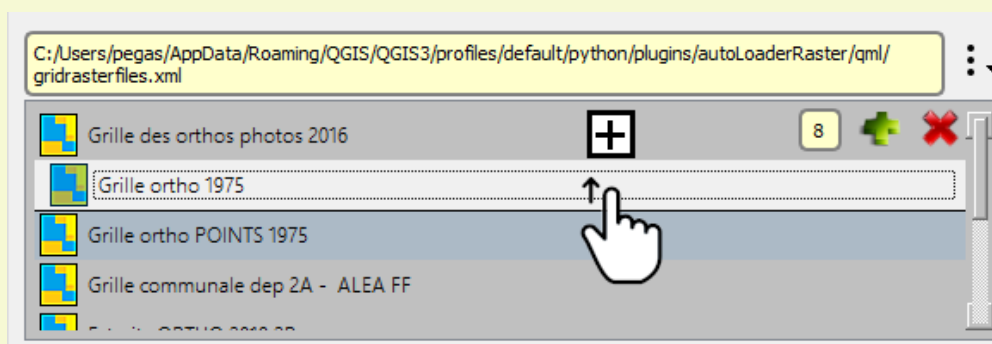 C:/Users/pegas/AppData/Roaming/QGIS/QGIS3/profiles/default/python/plugins/autoLoaderRaster/qml/
gridrasterfiles.xml
Grille des orthos photos 2016
8
Grille ortho 1975
Grille ortho POINTS 1975
Grille communale dep 2A - ALEA FF